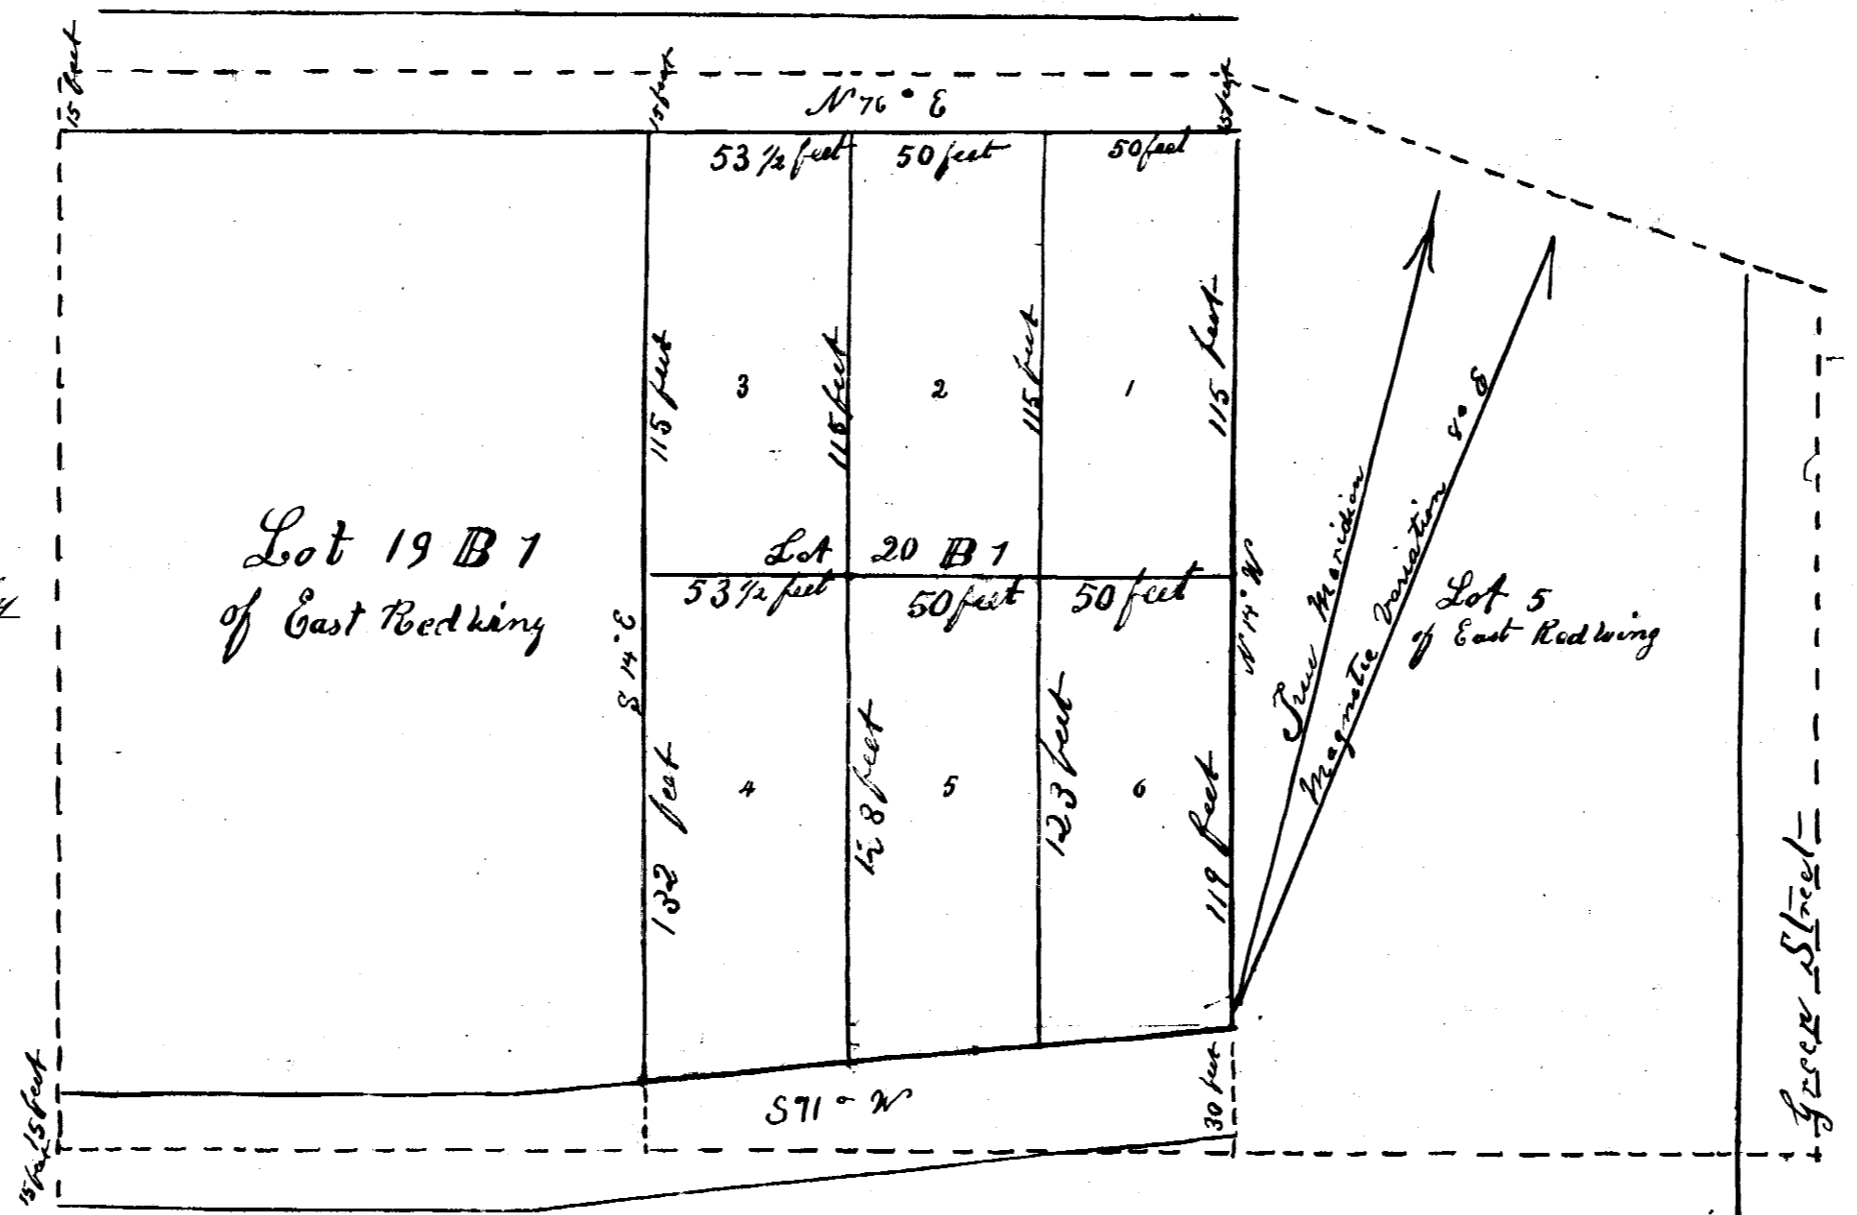 15 feet
15 feet
15 feet
N 76° E
53 1/2 feet
50 feet
50 feet
115 feet
3
115 feet
2
115 feet
1
115 feet
Lot 19 B 1
of East Redwing
Lot 20 B 1
53 1/2 feet
50 feet
50 feet
S 14° E
N 14° W
132 feet
4
128 feet
5
123 feet
6
119 feet
True Meridian
Magnetic Variation 8° E
Lot 5
of East Redwing
Green Street
15 feet
15 feet
S 71° W
30 feet